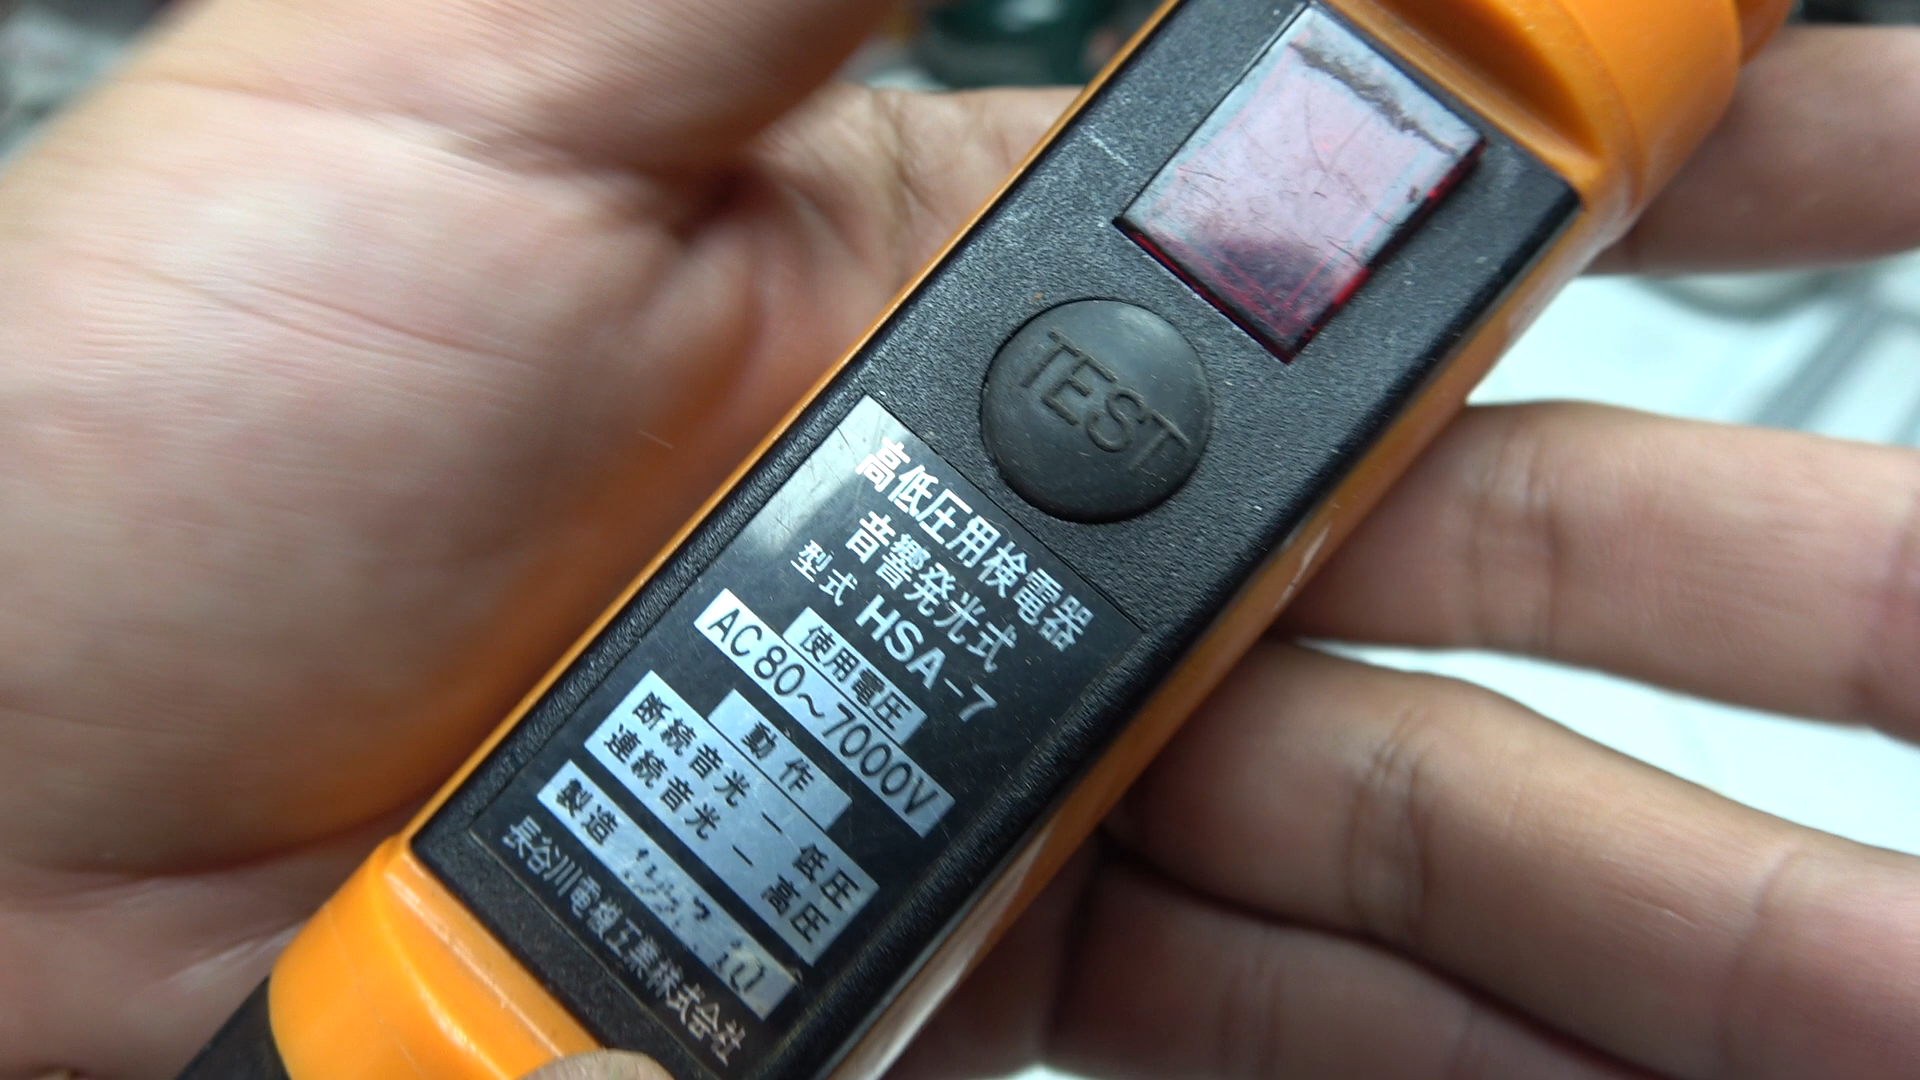 TEST
高低圧用検電器
音響発光式
型式 HSA-7
使用電圧
AC80～7000V
動作
断続音光ー低圧
連続音光ー高圧
製造
長谷川電機工業株式会社